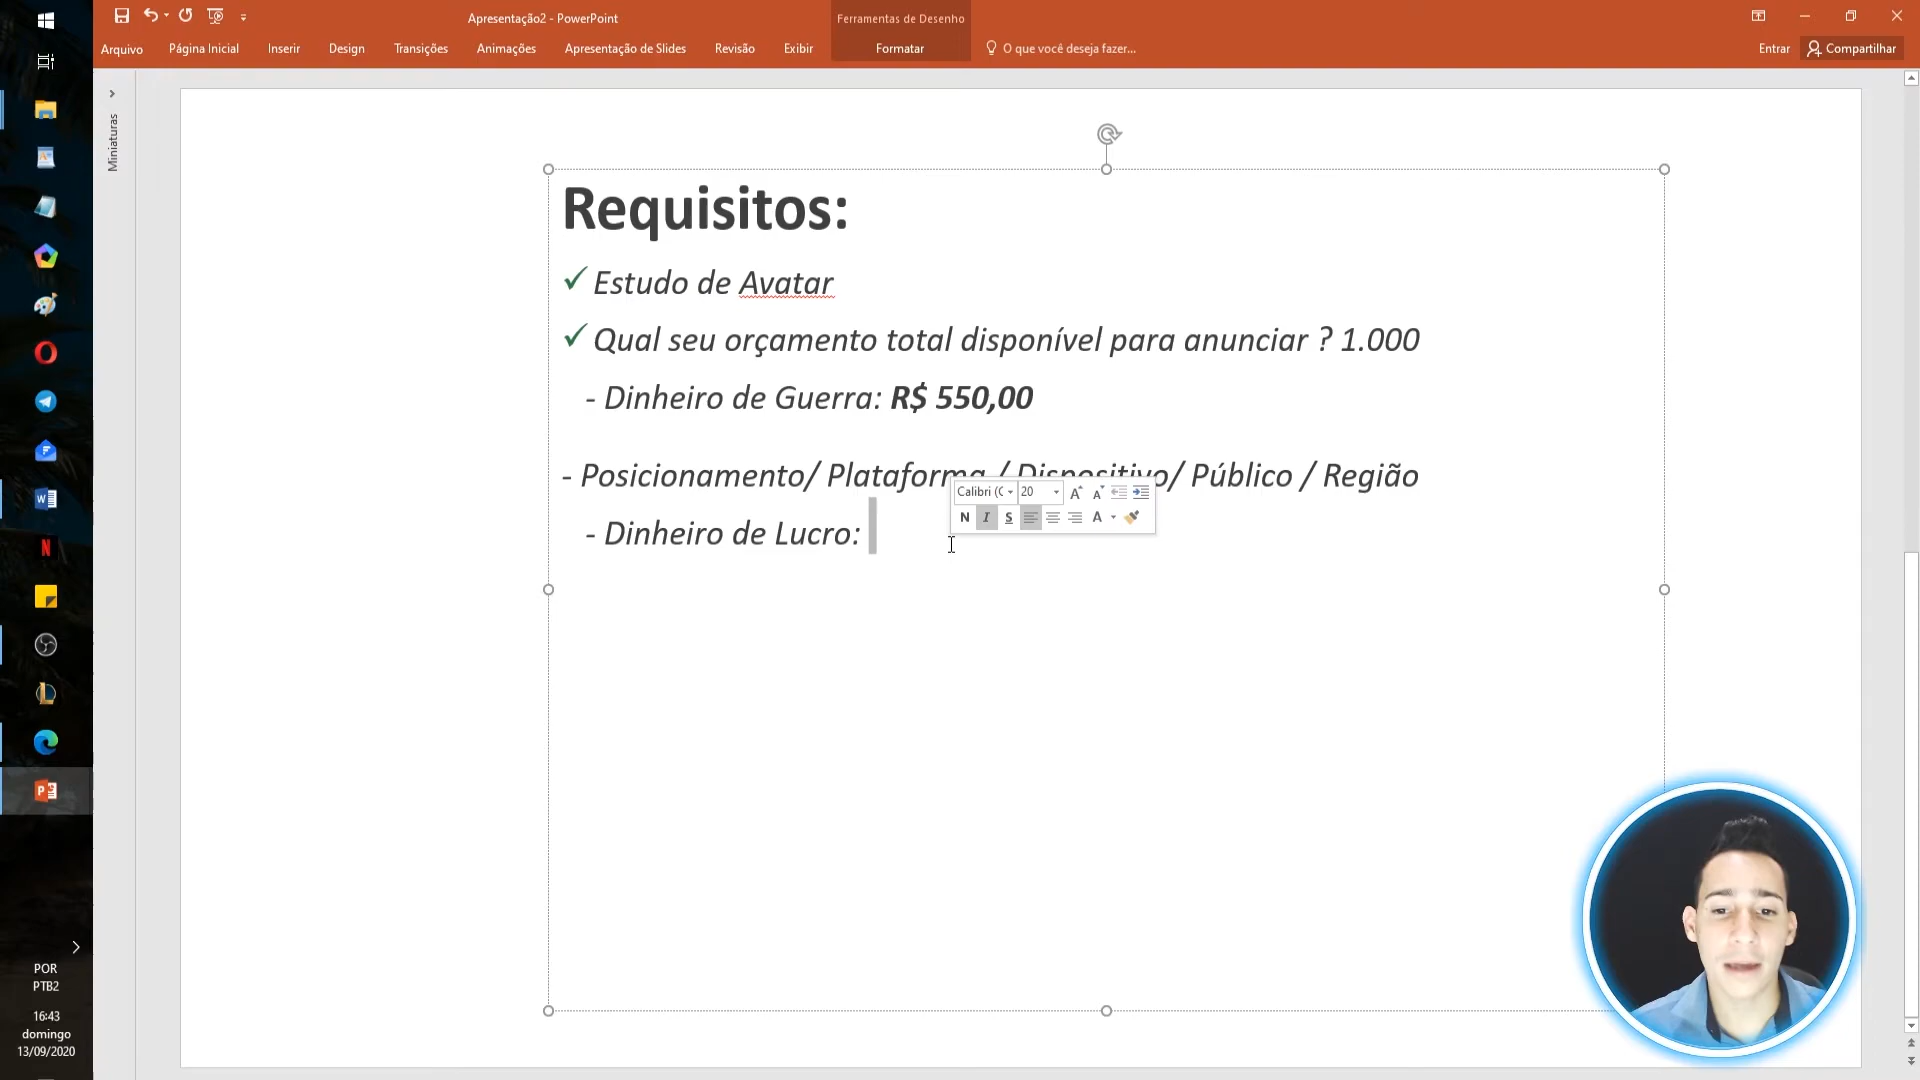 Apresentação2 - PowerPoint
Ferramentas de Desenho
Arquivo
Página Inicial
Inserir
Design
Transições
Animações
Apresentação de Slides
Revisão
Exibir
Formatar
O que você deseja fazer...
Entrar
Compartilhar
Miniaturas
Requisitos:
✓ Estudo de Avatar
✓ Qual seu orçamento total disponível para anunciar ? 1.000
- Dinheiro de Guerra: R$ 550,00
- Posicionamento/ Plataforma / Dispositivo/ Público / Região
Calibri (C
20
N I S A
- Dinheiro de Lucro:
POR
PTB2
16:43
domingo
13/09/2020